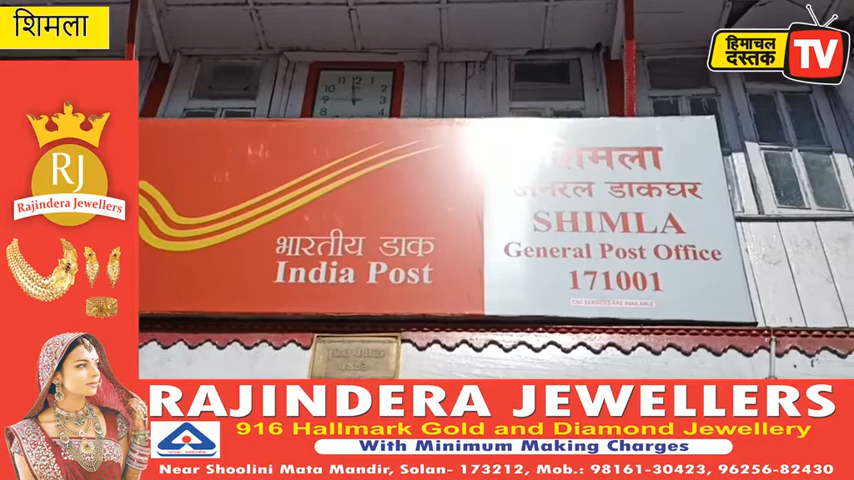 शिमला
हिमाचल
दस्तक
TV
RJ
Rajindera Jewellers
भारतीय डाक
India Post
शिमला
जनरल डाकघर
SHIMLA
General Post Office
171001
CSC SERVICES ARE AVAILABLE
RAJINDERA JEWELLERS
916 Hallmark Gold and Diamond Jewellery
With Minimum Making Charges
Near Shoolini Mata Mandir, Solan- 173212, Mob.: 98161-30423, 96256-82430